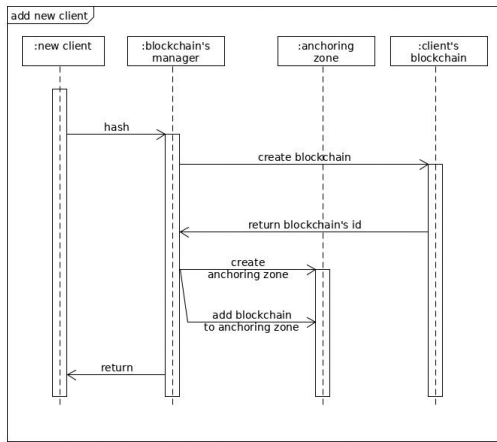 add new client
:new client
:blockchain's
manager
:anchoring
zone
:client's
blockchain
hash
create blockchain
return blockchain's id
create
anchoring zone
add blockchain
to anchoring zone
return